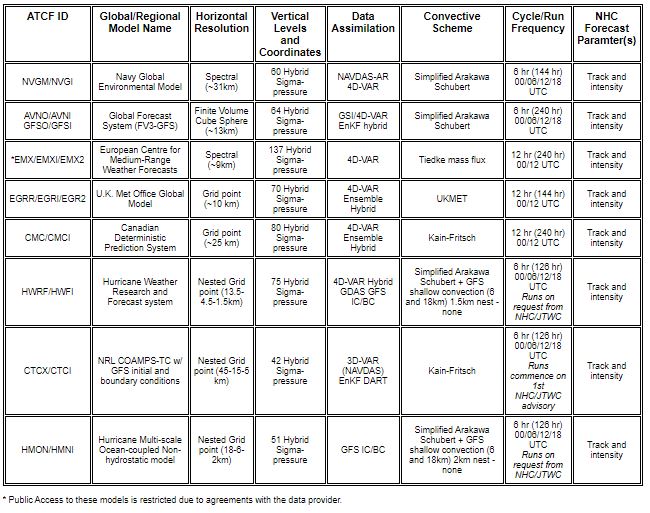 ATCF ID
Global/Regional
Model Name
Horizontal
Resolution
Vertical
Levels
and
Coordinates
Data
Assimilation
Convective
Scheme
Cycle/Run
Frequency
NHC
Forecast
Paramter(s)
NVGM/NVGI
Navy Global
Environmental Model
Spectral
(~31km)
60 Hybrid
Sigma-
pressure
NAVDAS-AR
4D-VAR
Simplified Arakawa
Schubert
6 hr (144 hr)
00/06/12/18
UTC
Track and
intensity
AVNO/AVNI
GFSO/GFSI
Global Forecast
System (FV3-GFS)
Finite Volume
Cube Sphere
(~13km)
64 Hybrid
Sigma-
pressure
GSI/4D-VAR
EnKF hybrid
Simplified Arakawa
Schubert
6 hr (240 hr)
00/06/12/18
UTC
Track and
intensity
*EMX/EMXI/EMX2
European Centre for
Medium-Range
Weather Forecasts
Spectral
(~9km)
137 Hybrid
Sigma-
pressure
4D-VAR
Tiedke mass flux
12 hr (240 hr)
00/12 UTC
Track and
intensity
EGRR/EGRI/EGR2
U.K. Met Office Global
Model
Grid point
(~10 km)
70 Hybrid
Sigma-
pressure
4D-VAR
Ensemble
Hybrid
UKMET
12 hr (144 hr)
00/12 UTC
Track and
intensity
CMC/CMCI
Canadian
Deterministic
Prediction System
Grid point
(~25 km)
80 Hybrid
Sigma-
pressure
4D-VAR
Ensemble
Hybrid
Kain-Fritsch
12 hr (240 hr)
00/12 UTC
Track and
intensity
HWRF/HWFI
Hurricane Weather
Research and
Forecast system
Nested Grid
point (13.5-
4.5-1.5km)
75 Hybrid
Sigma-
pressure
4D-VAR Hybrid
GDAS GFS
IC/BC
Simplified Arakawa
Schubert + GFS
shallow convection (6
and 18km) 1.5km nest -
none
6 hr (126 hr)
00/06/12/18
UTC
Runs on
request from
NHC/JTWC
Track and
intensity
CTCX/CTCI
NRL COAMPS-TC w/
GFS initial and
boundary conditions
Nested Grid
point (45-15-5
km)
42 Hybrid
Sigma-
pressure
3D-VAR
(NAVDAS)
EnKF DART
Kain-Fritsch
6 hr (126 hr)
00/06/12/18
UTC
Runs
commence on
1st
NHC/JTWC
advisory
Track and
intensity
HMON/HMNI
Hurricane Multi-scale
Ocean-coupled Non-
hydrostatic model
Nested Grid
point (18-6-
2km)
51 Hybrid
Sigma-
pressure
GFS IC/BC
Simplified Arakawa
Schubert + GFS
shallow convection (6
and 18km) 2km nest -
none
6 hr (126 hr)
00/06/12/18
UTC
Runs on
request from
NHC/JTWC
Track and
intensity
* Public Access to these models is restricted due to agreements with the data provider.